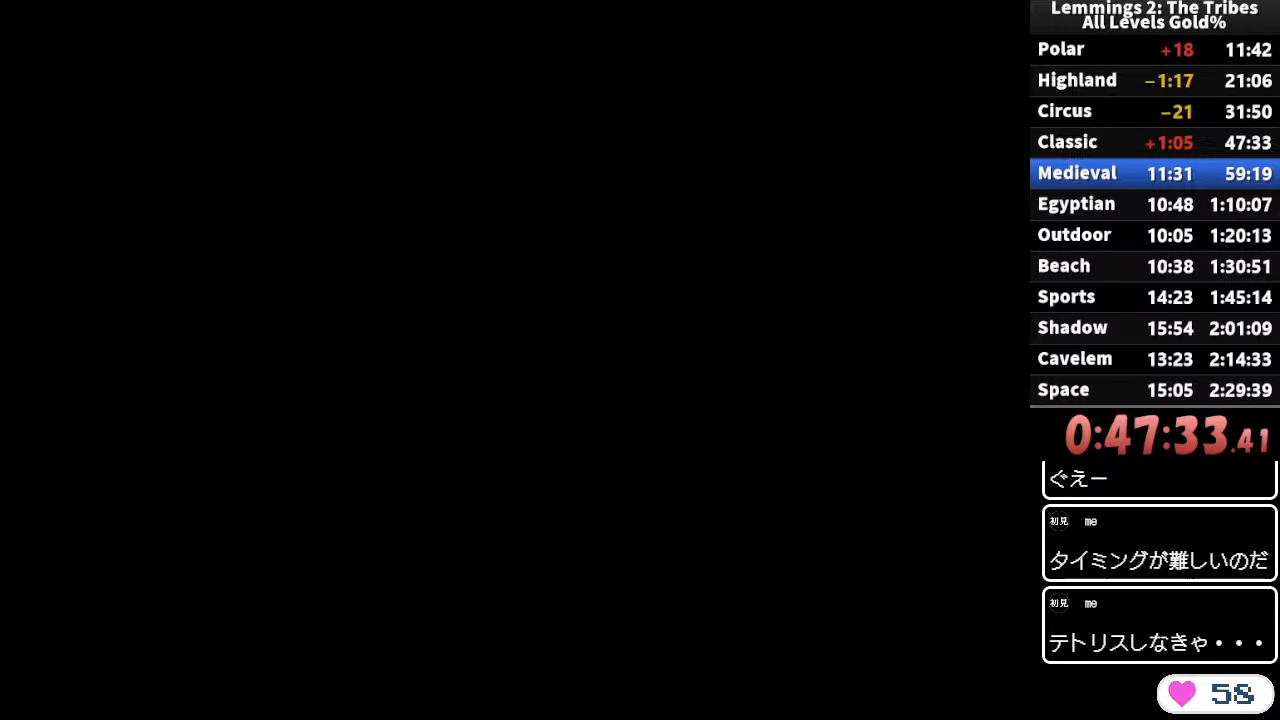 Lemmings 2: The Tribes
All Levels Gold%
Polar +18 11:42
Highland −1:17 21:06
Circus −21 31:50
Classic +1:05 47:33
Medieval 11:31 59:19
Egyptian 10:48 1:10:07
Outdoor 10:05 1:20:13
Beach 10:38 1:30:51
Sports 14:23 1:45:14
Shadow 15:54 2:01:09
Cavelem 13:23 2:14:33
Space 15:05 2:29:39
0:47:33.41
ぐえー
初見 me
タイミングが難しいのだ
初見 me
テトリスしなきゃ・・・
58